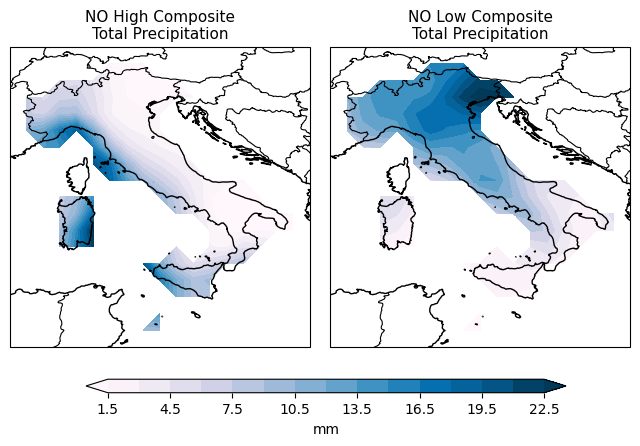 NO High Composite
Total Precipitation
NO Low Composite
Total Precipitation
1.5 4.5 7.5 10.5 13.5 16.5 19.5 22.5
mm